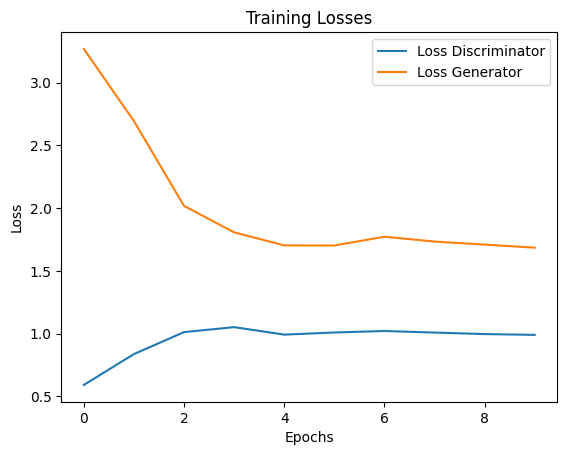 Training Losses
Loss Discriminator
Loss Generator
3.0
2.5
2.0
1.5
1.0
0.5
Loss
0 2 4 6 8
Epochs